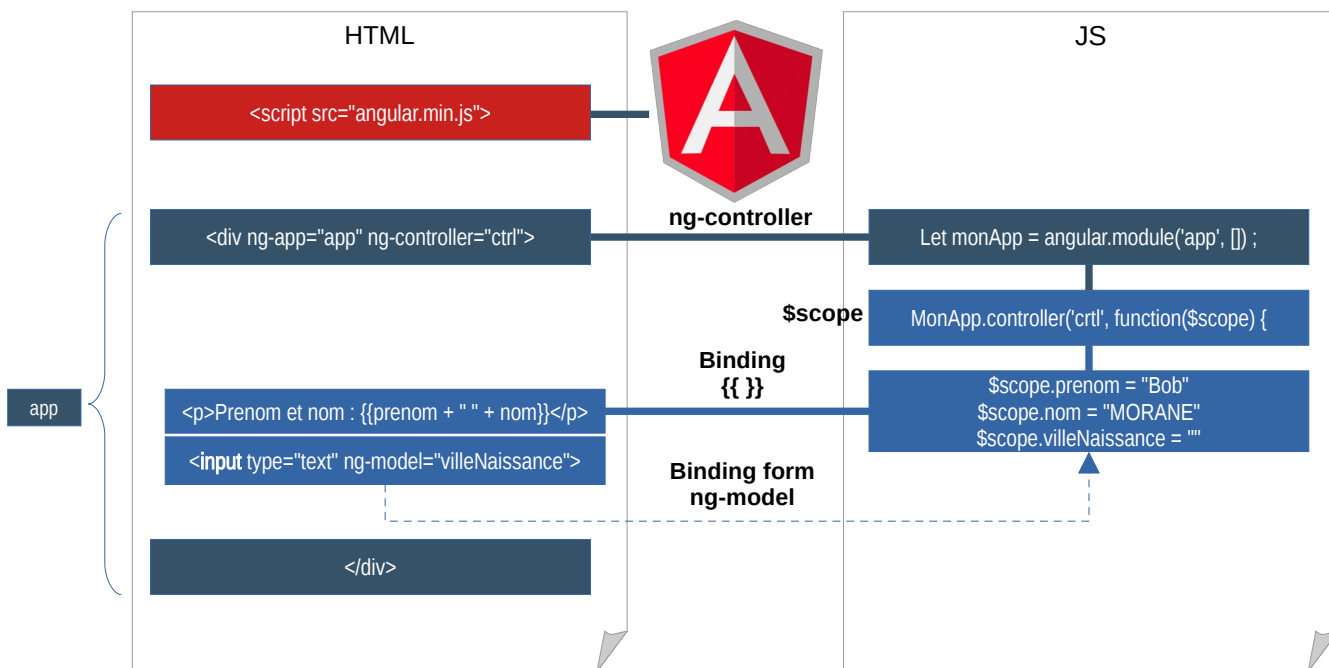 HTML
JS
<script src="angular.min.js">
A
ng-controller
<div ng-app="app" ng-controller="ctrl">
Let monApp = angular.module('app', []) ;
$scope
MonApp.controller('crtl', function($scope) {
Binding
{{ }}
app
<p>Prenom et nom : {{prenom + " " + nom}}</p>
$scope.prenom = "Bob"
$scope.nom = "MORANE"
$scope.villeNaissance = ""
<input type="text" ng-model="villeNaissance">
Binding form
ng-model
</div>